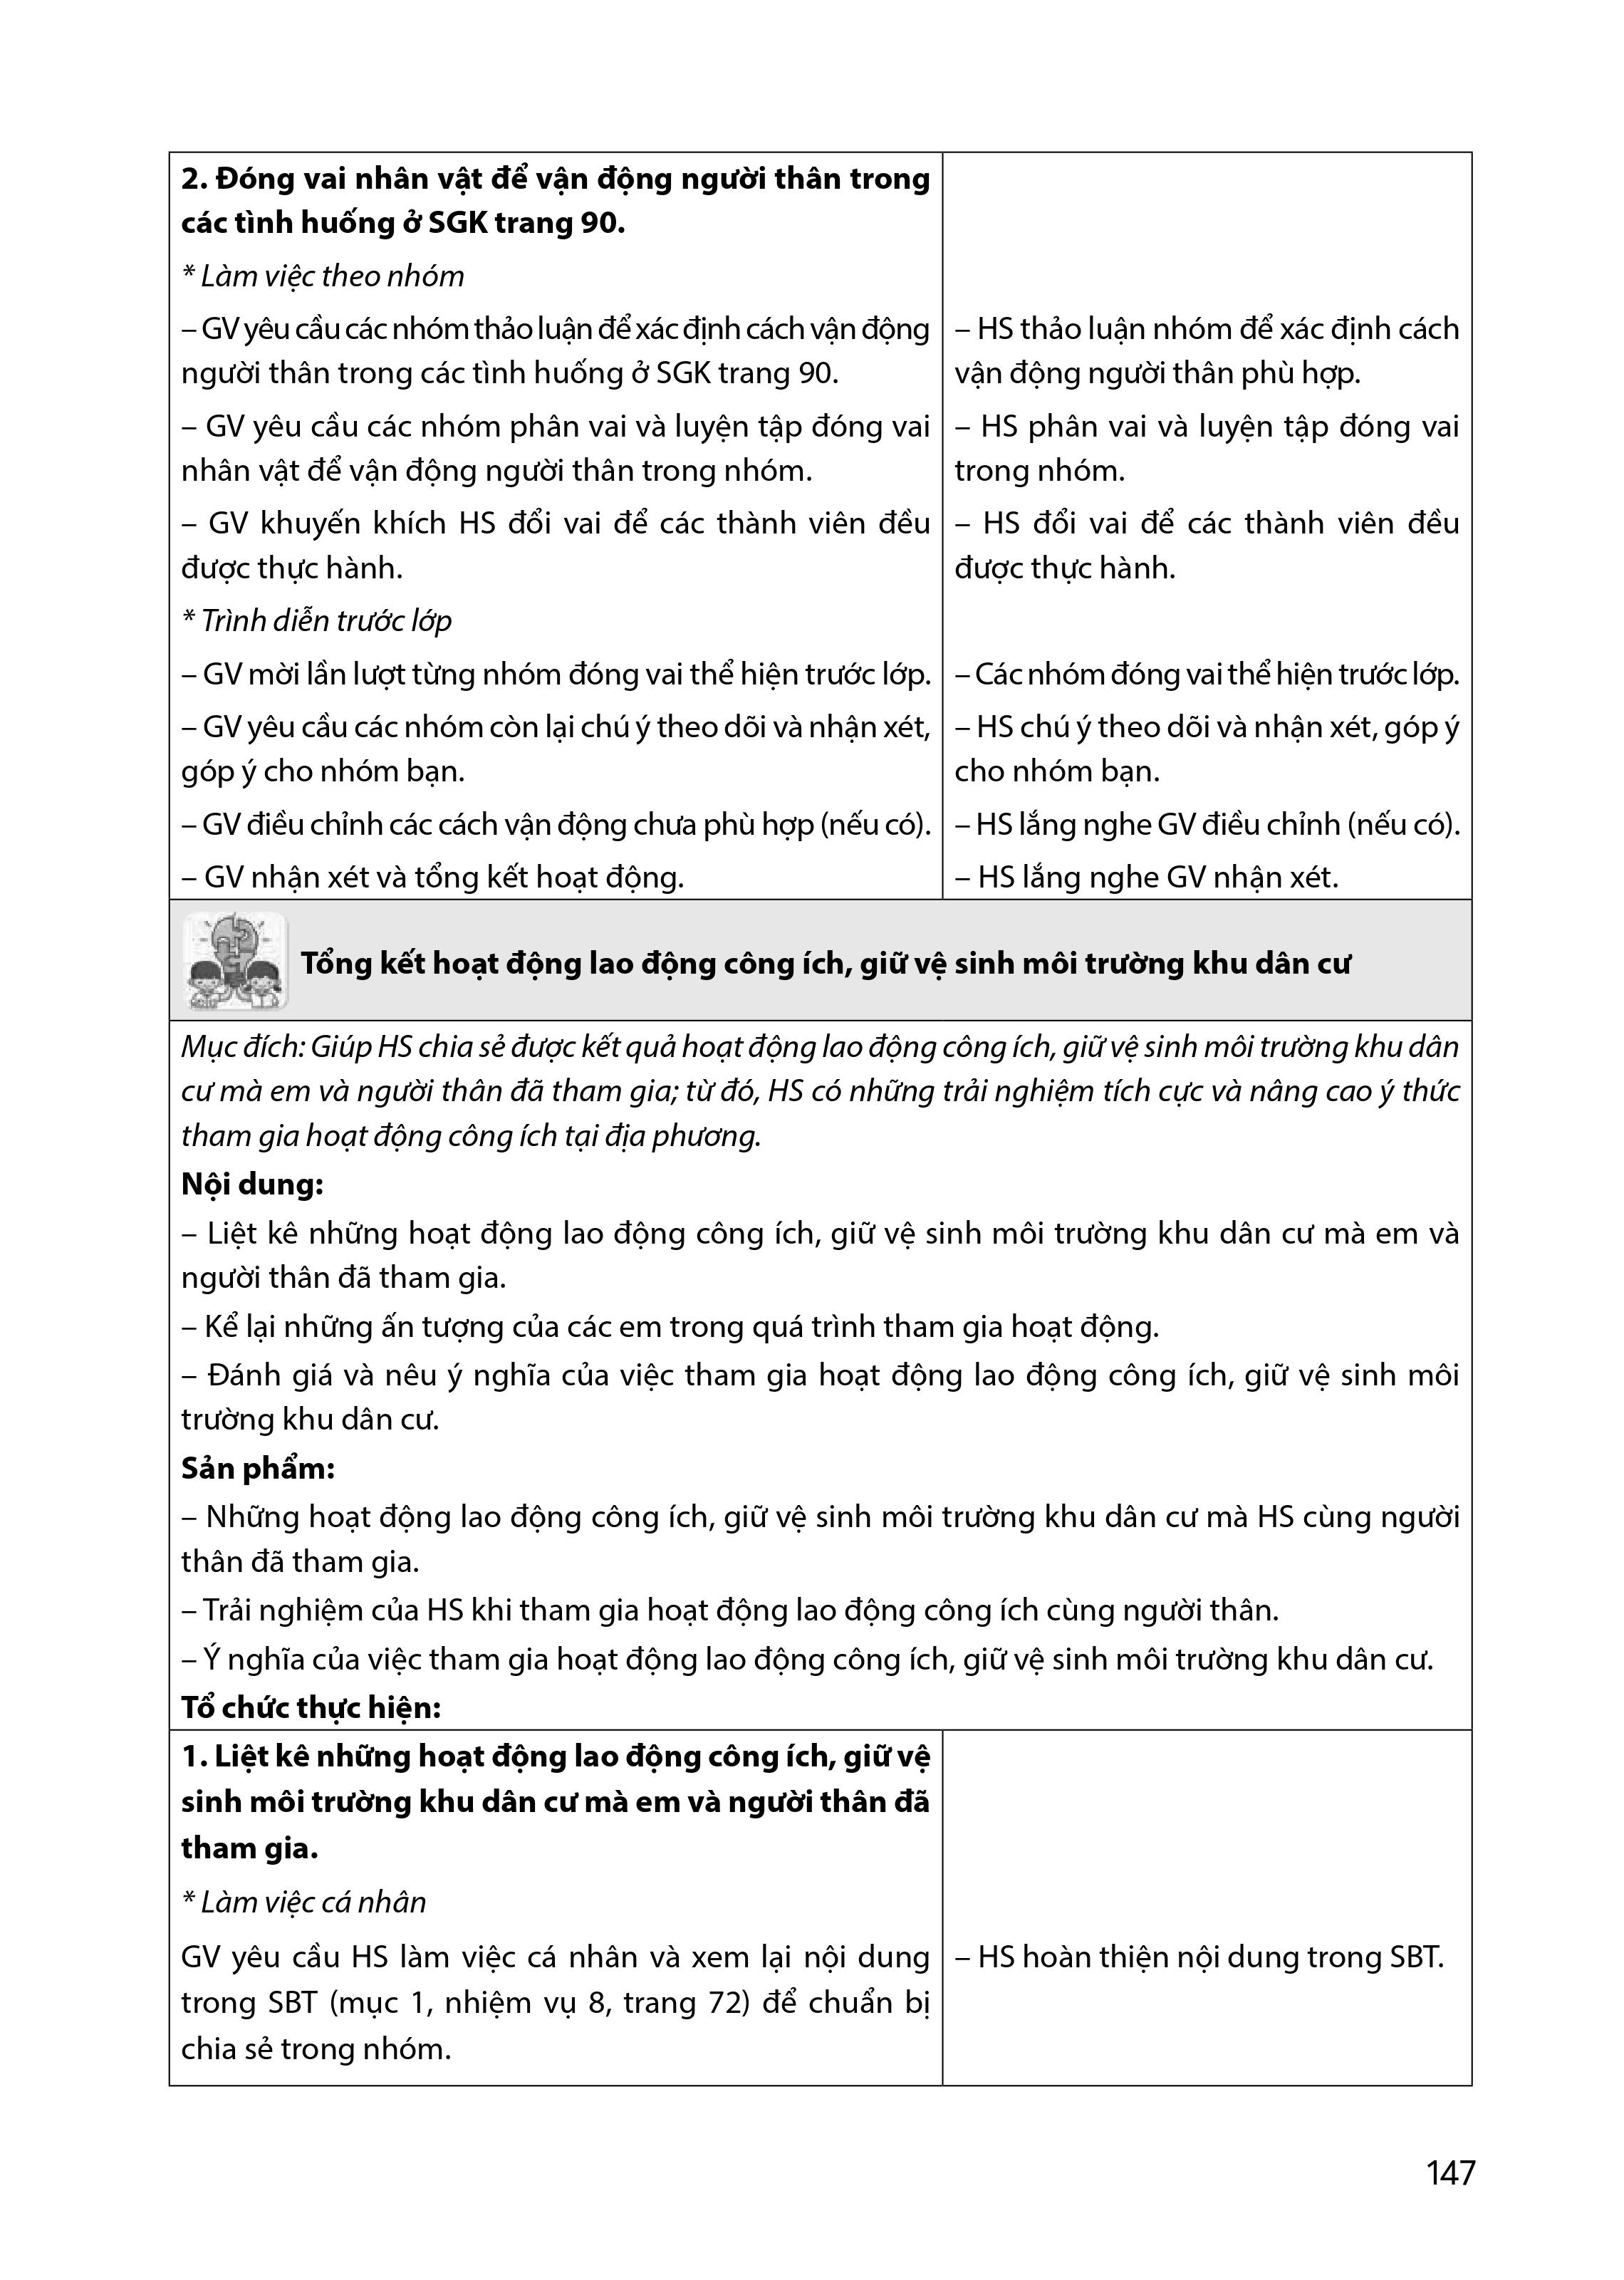 2. Đóng vai nhân vật để vận động người thân trong
các tình huống ở SGK trang 90.
* Làm việc theo nhóm
– GV yêu cầu các nhóm thảo luận để xác định cách vận động
người thân trong các tình huống ở SGK trang 90.
– HS thảo luận nhóm để xác định cách
vận động người thân phù hợp.
– GV yêu cầu các nhóm phân vai và luyện tập đóng vai
nhân vật để vận động người thân trong nhóm.
– HS phân vai và luyện tập đóng vai
trong nhóm.
– GV khuyến khích HS đổi vai để các thành viên đều
được thực hành.
– HS đổi vai để các thành viên đều
được thực hành.
* Trình diễn trước lớp
– GV mời lần lượt từng nhóm đóng vai thể hiện trước lớp.
– Các nhóm đóng vai thể hiện trước lớp.
– GV yêu cầu các nhóm còn lại chú ý theo dõi và nhận xét,
góp ý cho nhóm bạn.
– HS chú ý theo dõi và nhận xét, góp ý
cho nhóm bạn.
– GV điều chỉnh các cách vận động chưa phù hợp (nếu có).
– HS lắng nghe GV điều chỉnh (nếu có).
– GV nhận xét và tổng kết hoạt động.
– HS lắng nghe GV nhận xét.
Tổng kết hoạt động lao động công ích, giữ vệ sinh môi trường khu dân cư
Mục đích: Giúp HS chia sẻ được kết quả hoạt động lao động công ích, giữ vệ sinh môi trường khu dân
cư mà em và người thân đã tham gia; từ đó, HS có những trải nghiệm tích cực và nâng cao ý thức
tham gia hoạt động công ích tại địa phương.
Nội dung:
– Liệt kê những hoạt động lao động công ích, giữ vệ sinh môi trường khu dân cư mà em và
người thân đã tham gia.
– Kể lại những ấn tượng của các em trong quá trình tham gia hoạt động.
– Đánh giá và nêu ý nghĩa của việc tham gia hoạt động lao động công ích, giữ vệ sinh môi
trường khu dân cư.
Sản phẩm:
– Những hoạt động lao động công ích, giữ vệ sinh môi trường khu dân cư mà HS cùng người
thân đã tham gia.
– Trải nghiệm của HS khi tham gia hoạt động lao động công ích cùng người thân.
– Ý nghĩa của việc tham gia hoạt động lao động công ích, giữ vệ sinh môi trường khu dân cư.
Tổ chức thực hiện:
1. Liệt kê những hoạt động lao động công ích, giữ vệ
sinh môi trường khu dân cư mà em và người thân đã
tham gia.
* Làm việc cá nhân
GV yêu cầu HS làm việc cá nhân và xem lại nội dung
trong SBT (mục 1, nhiệm vụ 8, trang 72) để chuẩn bị
chia sẻ trong nhóm.
– HS hoàn thiện nội dung trong SBT.
147